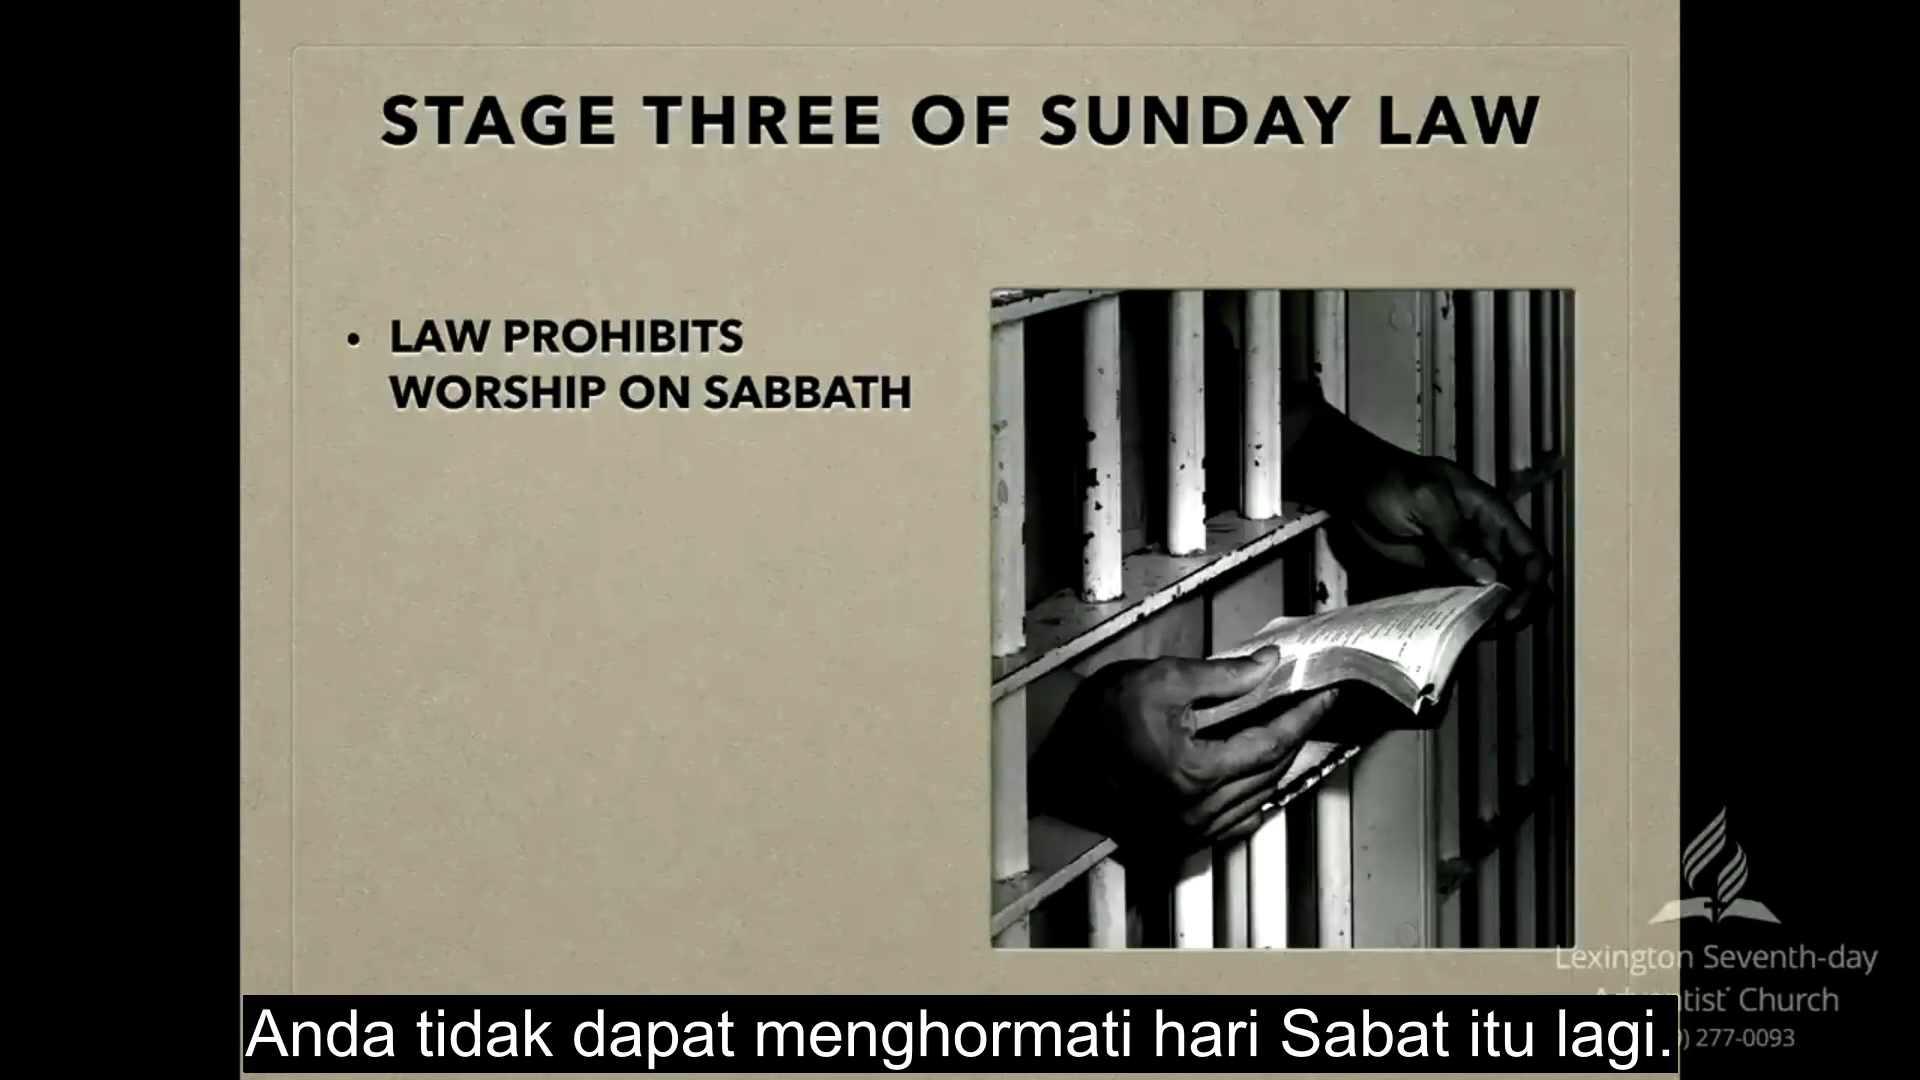 STAGE THREE OF SUNDAY LAW
• LAW PROHIBITS
WORSHIP ON SABBATH
Lexington Seventh-day
Church
277-0093
Anda tidak dapat menghormati hari Sabat itu lagi.